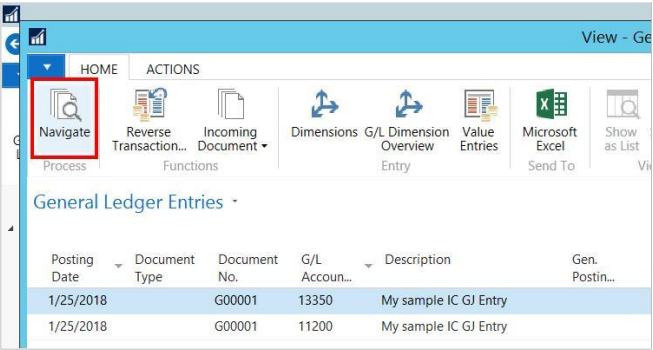 View - Ge
HOME ACTIONS
Navigate Reverse Transaction... Incoming Document Dimensions G/L Dimension Overview Value Entries Microsoft Excel Show as List
Process Functions Entry Send To Vi
General Ledger Entries
Posting Date Document Type Document No. G/L Accoun... Description Gen. Postin...
1/25/2018 G00001 13350 My sample IC GJ Entry
1/25/2018 G00001 11200 My sample IC GJ Entry